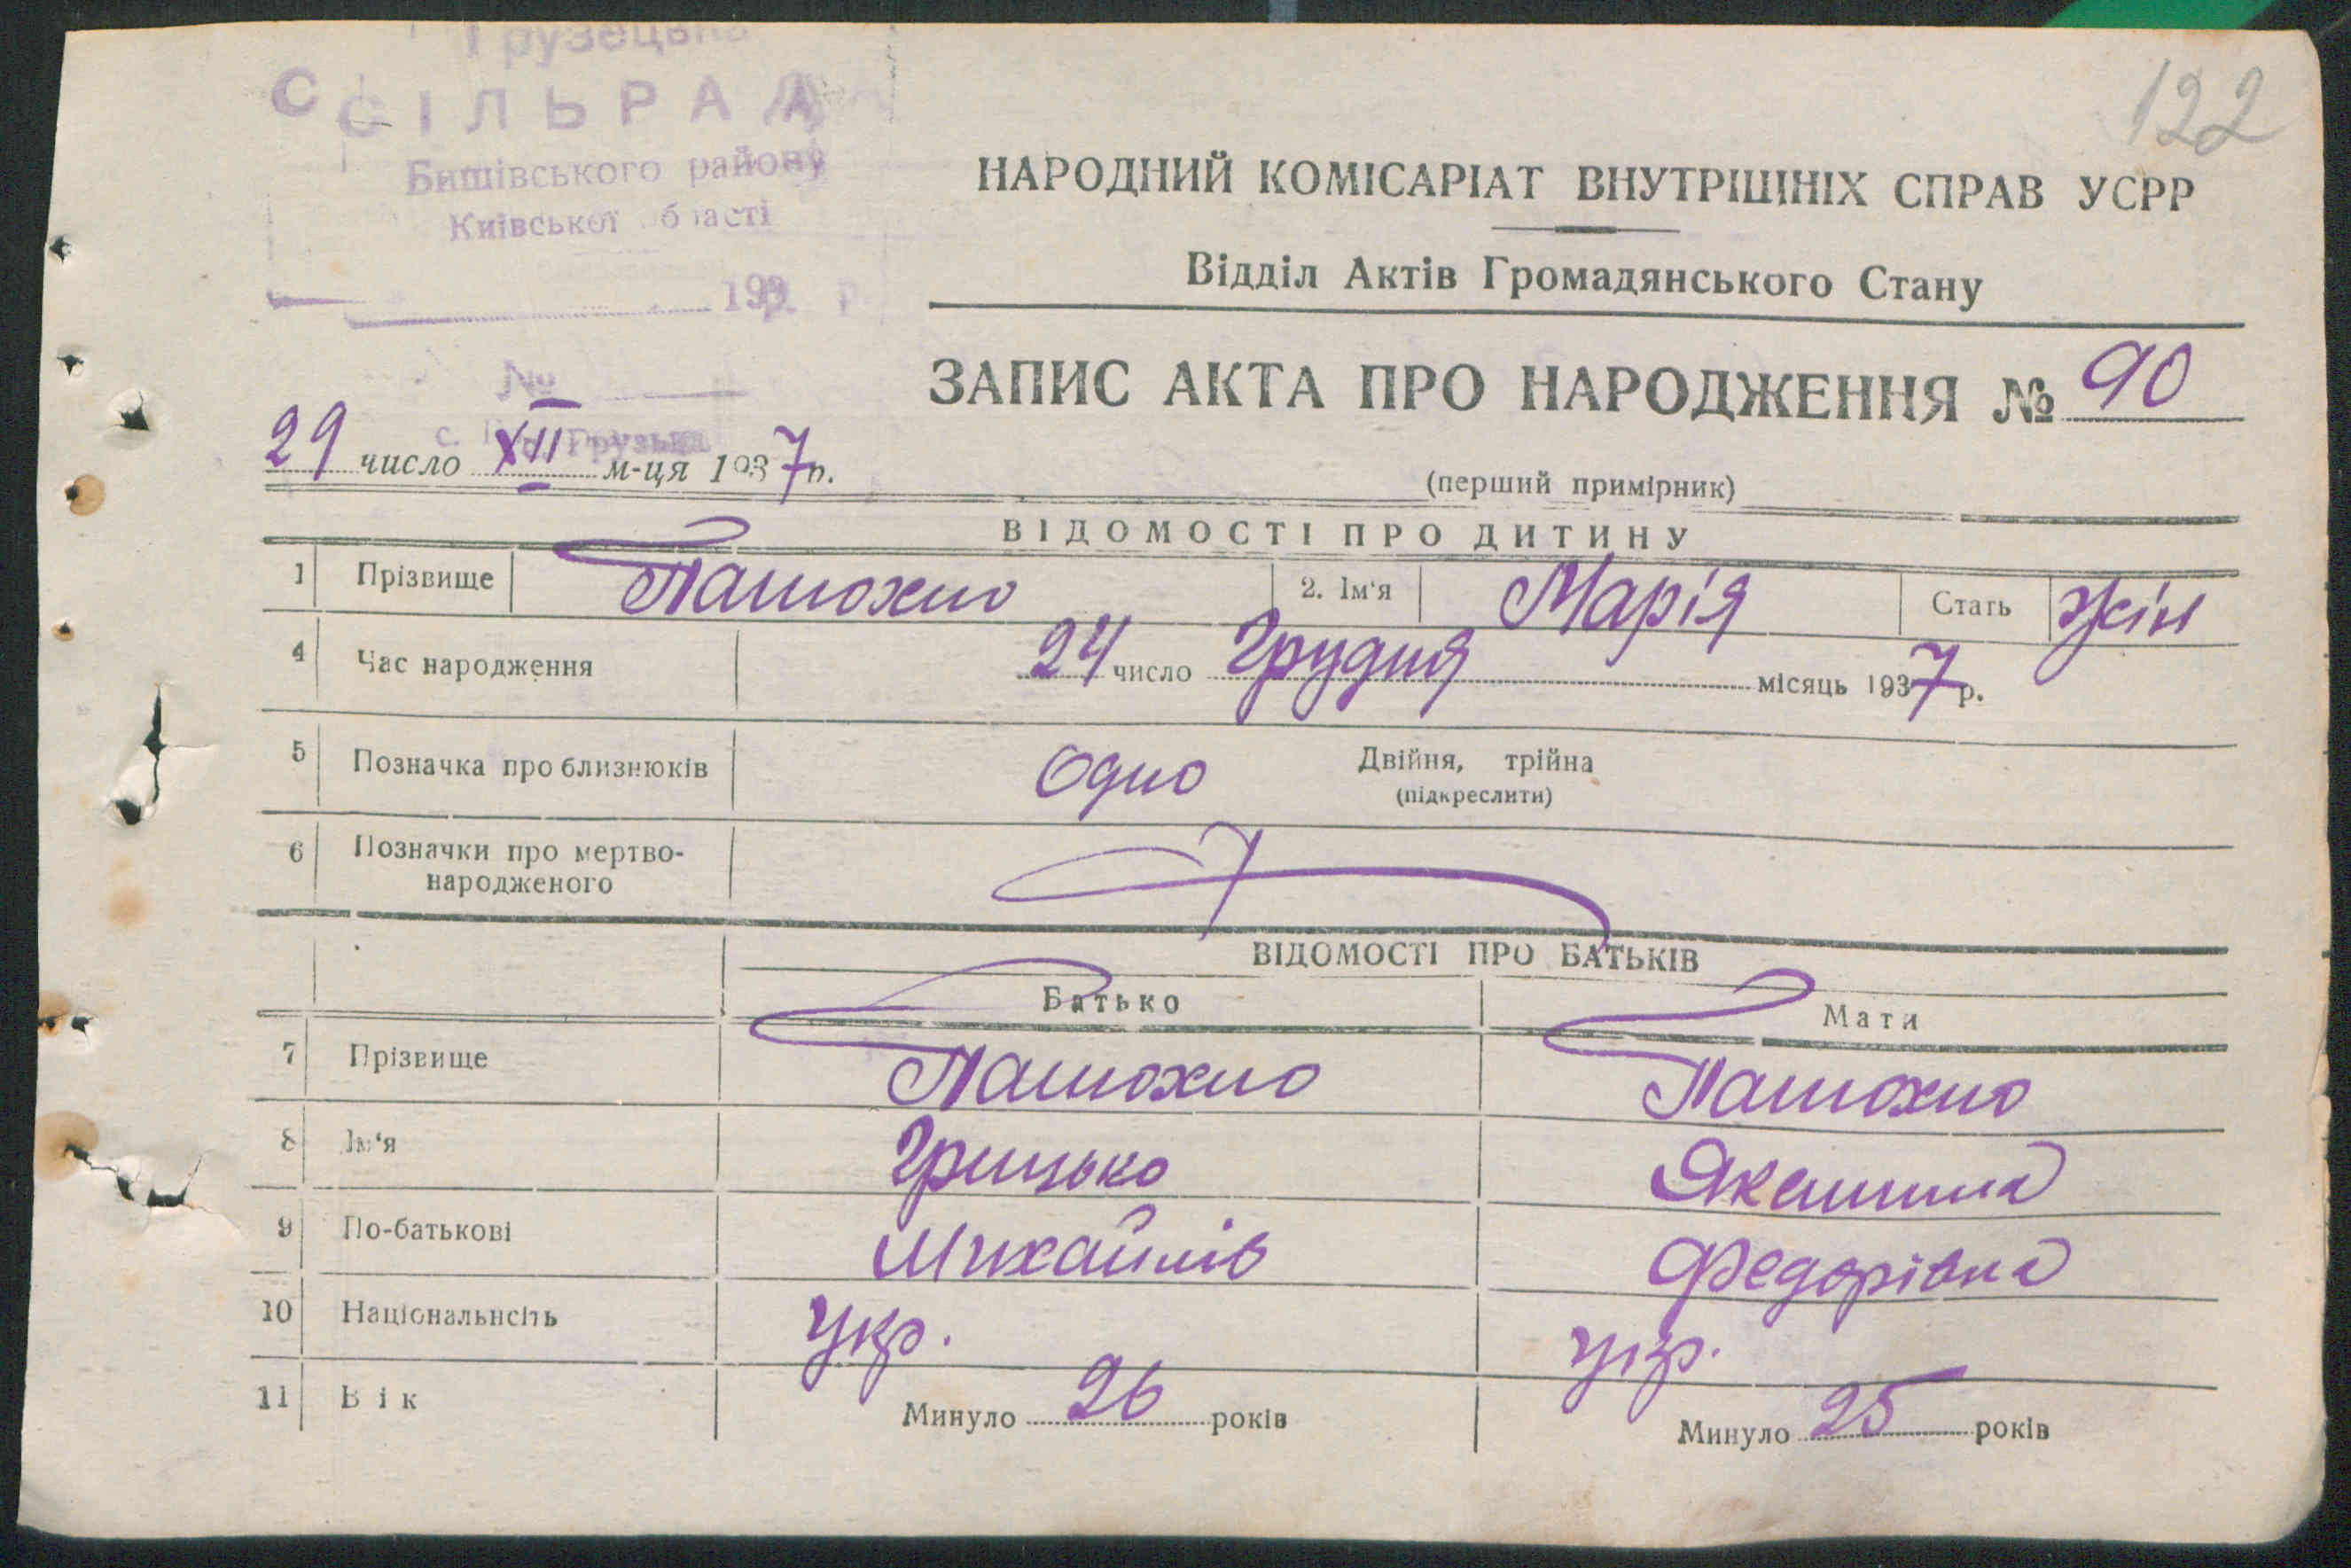 Грузецька
СІЛЬРАДА
Бишівського району
Київської області
193 р.
№
с. Грузьке
122
НАРОДНИЙ КОМІСАРІАТ ВНУТРІШНІХ СПРАВ УСРР
Відділ Актів Громадянського Стану
ЗАПИС АКТА ПРО НАРОДЖЕННЯ № 90
29 число XII м-ця 1937 р.
(перший примірник)
ВІДОМОСТІ ПРО ДИТИНУ
1 Прізвище Пашохно 2. Ім'я Марія Стать жін
4 Час народження 24 число Грудня місяць 1937 р.
5 Позначка про близнюків Одно Двійня, трійна
(підкреслити)
6 Позначки про мертво-
народженого
ВІДОМОСТІ ПРО БАТЬКІВ
Батько Мати
7 Прізвище Пашохно Пашохно
8 Ім'я Грицько Якелина
9 По-батькові Михайлів Федорівна
10 Національність укр. укр.
11 Вік Минуло 26 років Минуло 25 років